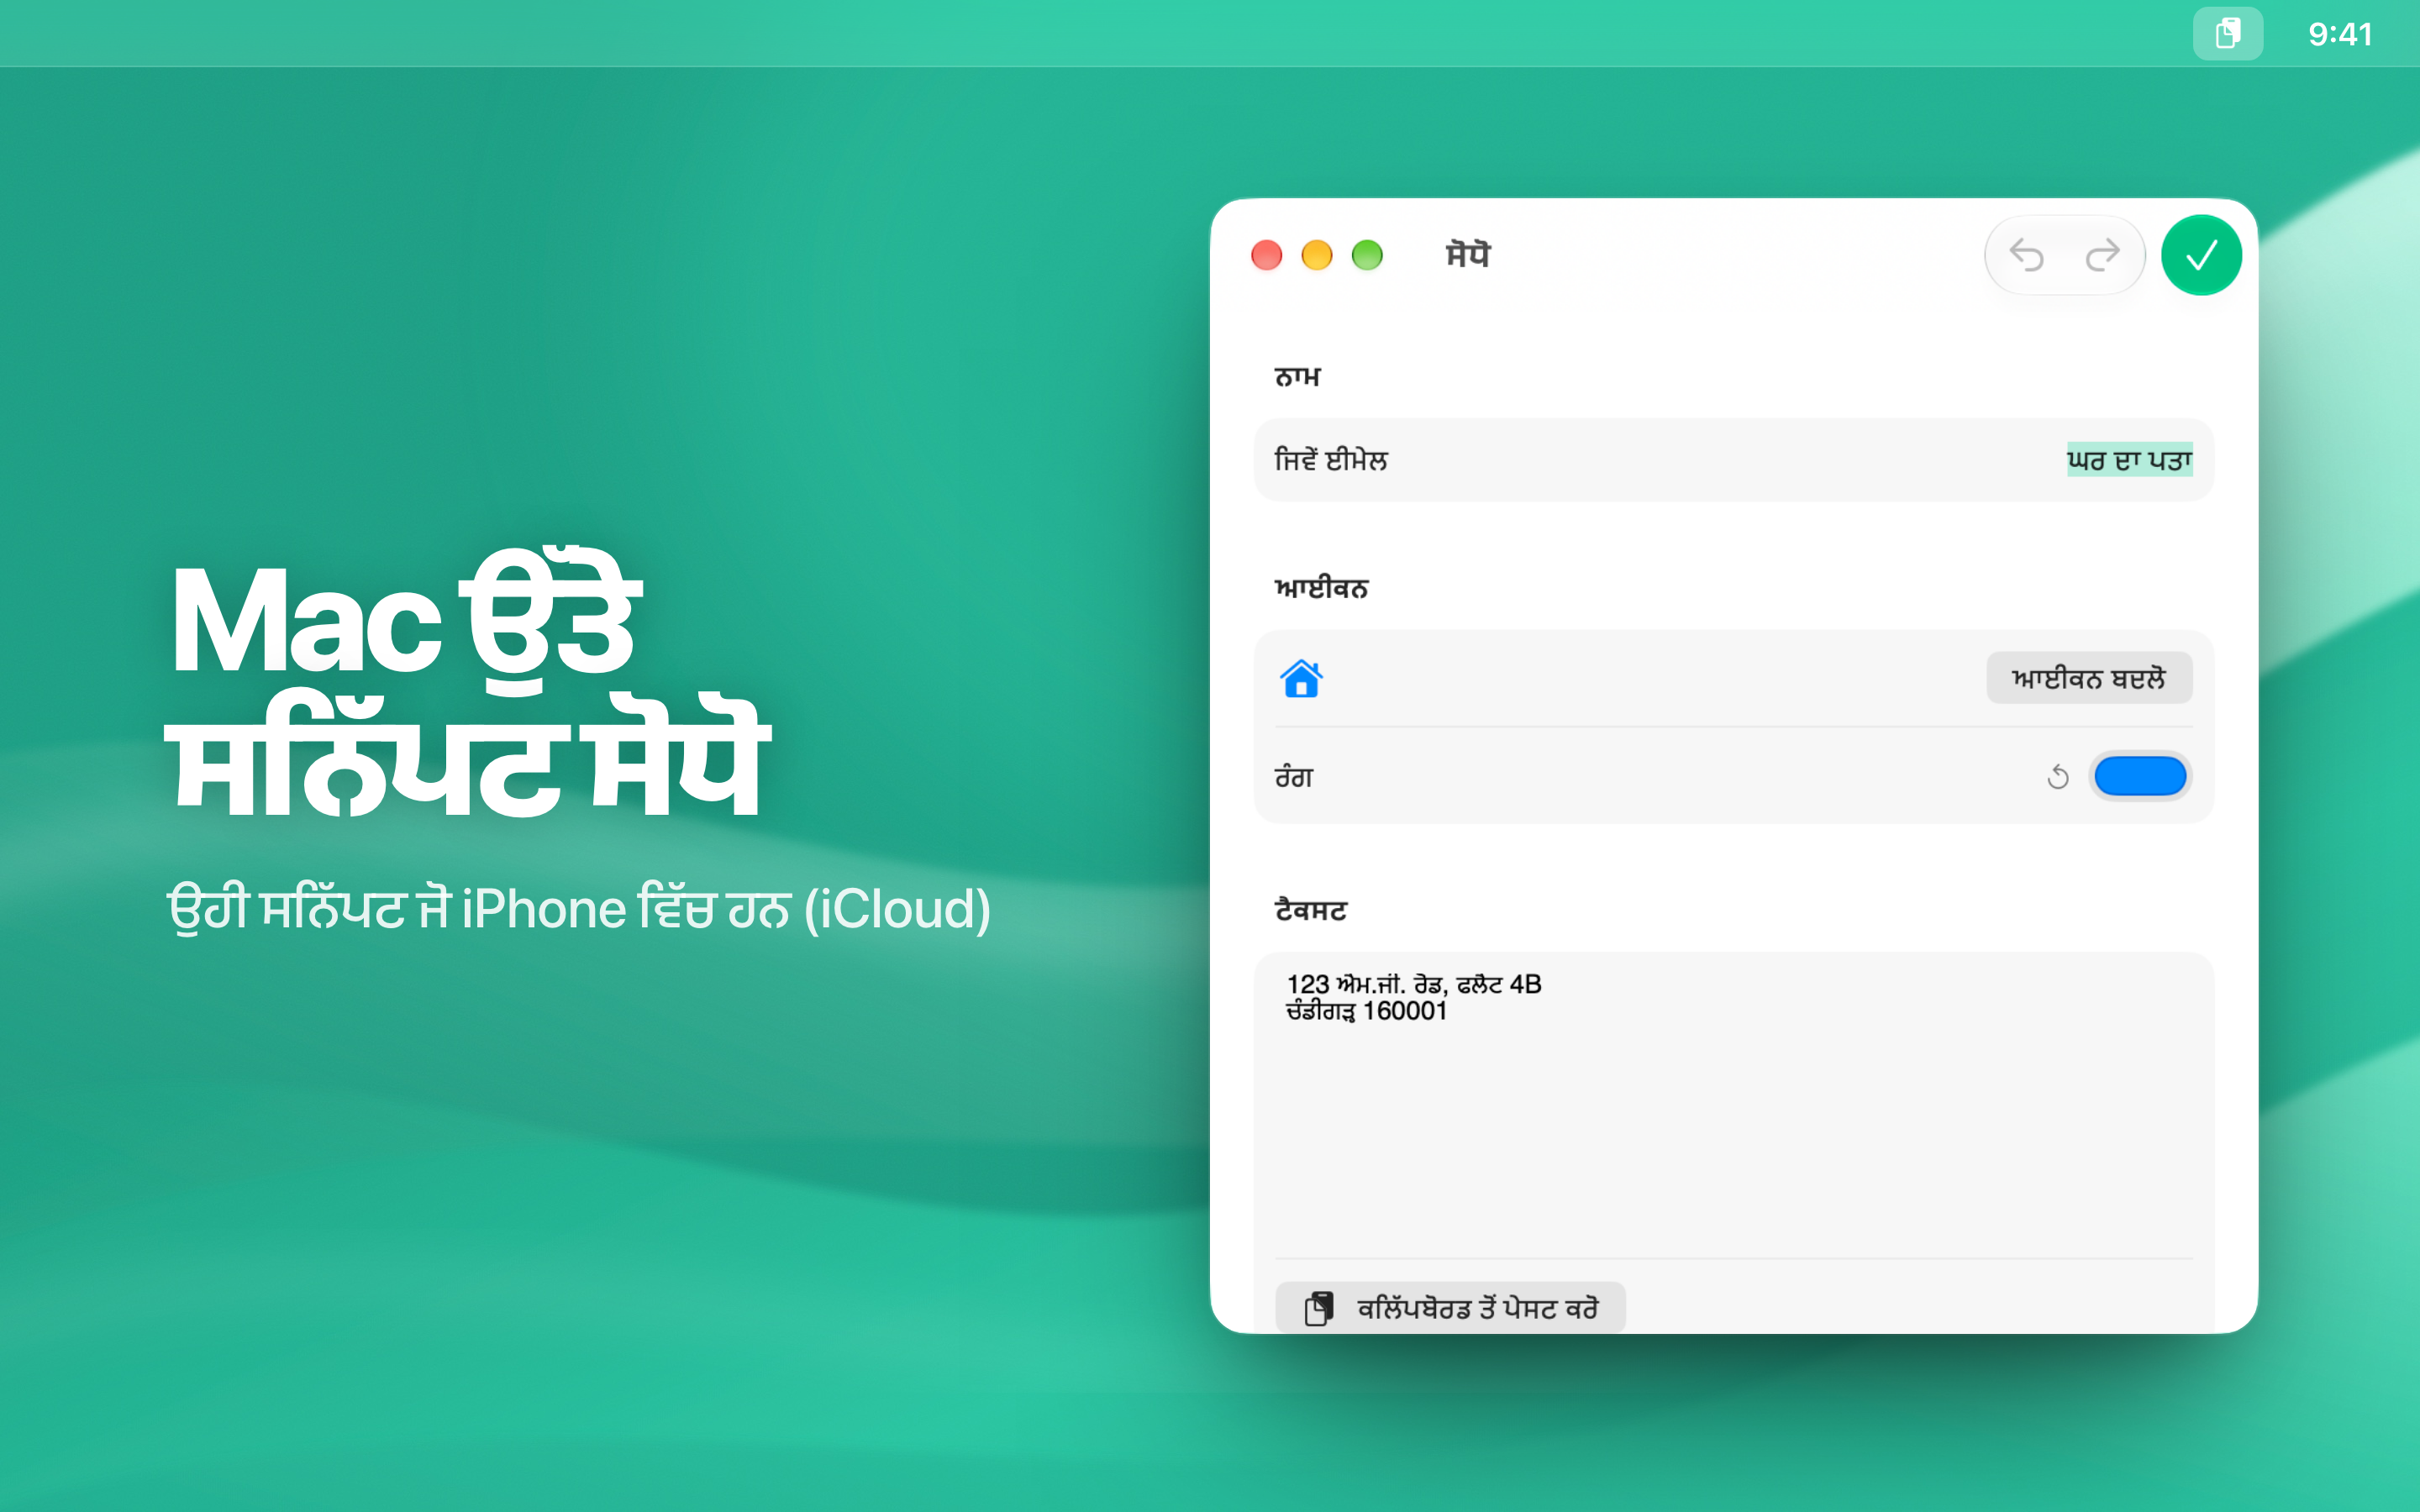 9:41
Mac ਉੱਤੇ
ਸਨਿੱਪਟ ਸੋਧੋ
ਉਹੀ ਸਨਿੱਪਟ ਜੋ iPhone ਵਿੱਚ ਹਨ (iCloud)
ਸੋਧੋ
ਨਾਮ
ਜਿਵੇਂ ਈਮੇਲ
ਘਰ ਦਾ ਪਤਾ
ਆਈਕਨ
ਆਈਕਨ ਬਦਲੋ
ਰੰਗ
ਟੈਕਸਟ
123 ਐਮ.ਜੀ. ਰੋਡ, ਫਲੈਟ 4B
ਚੰਡੀਗੜ੍ਹ 160001
ਕਲਿੱਪਬੋਰਡ ਤੋਂ ਪੇਸਟ ਕਰੋ